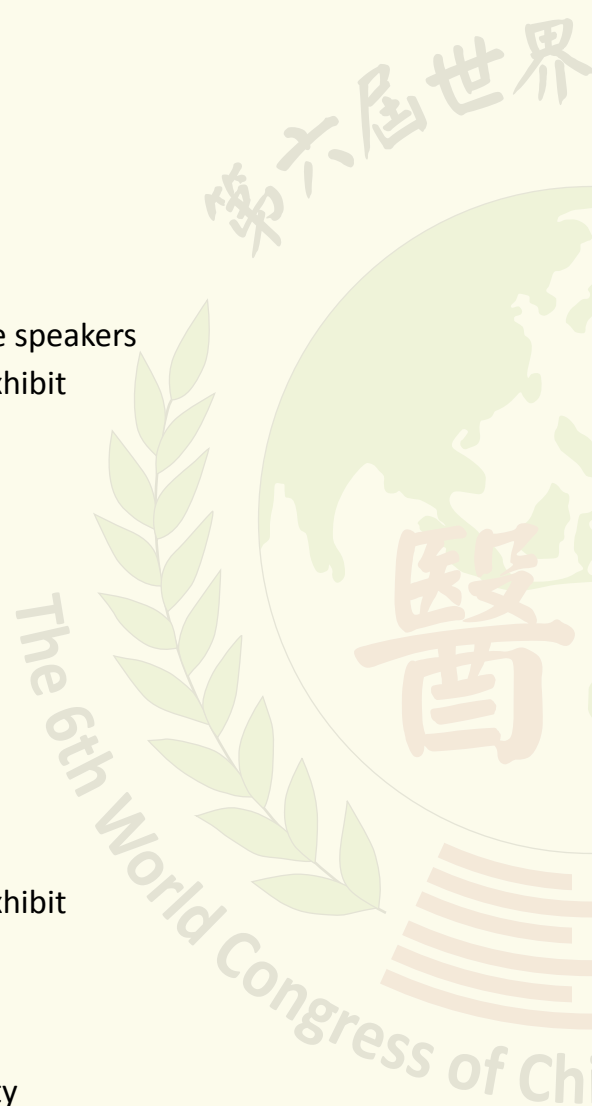 第六屆世界
e speakers
xhibit
醫
xhibit
The 6th World Congress of Chi
ty